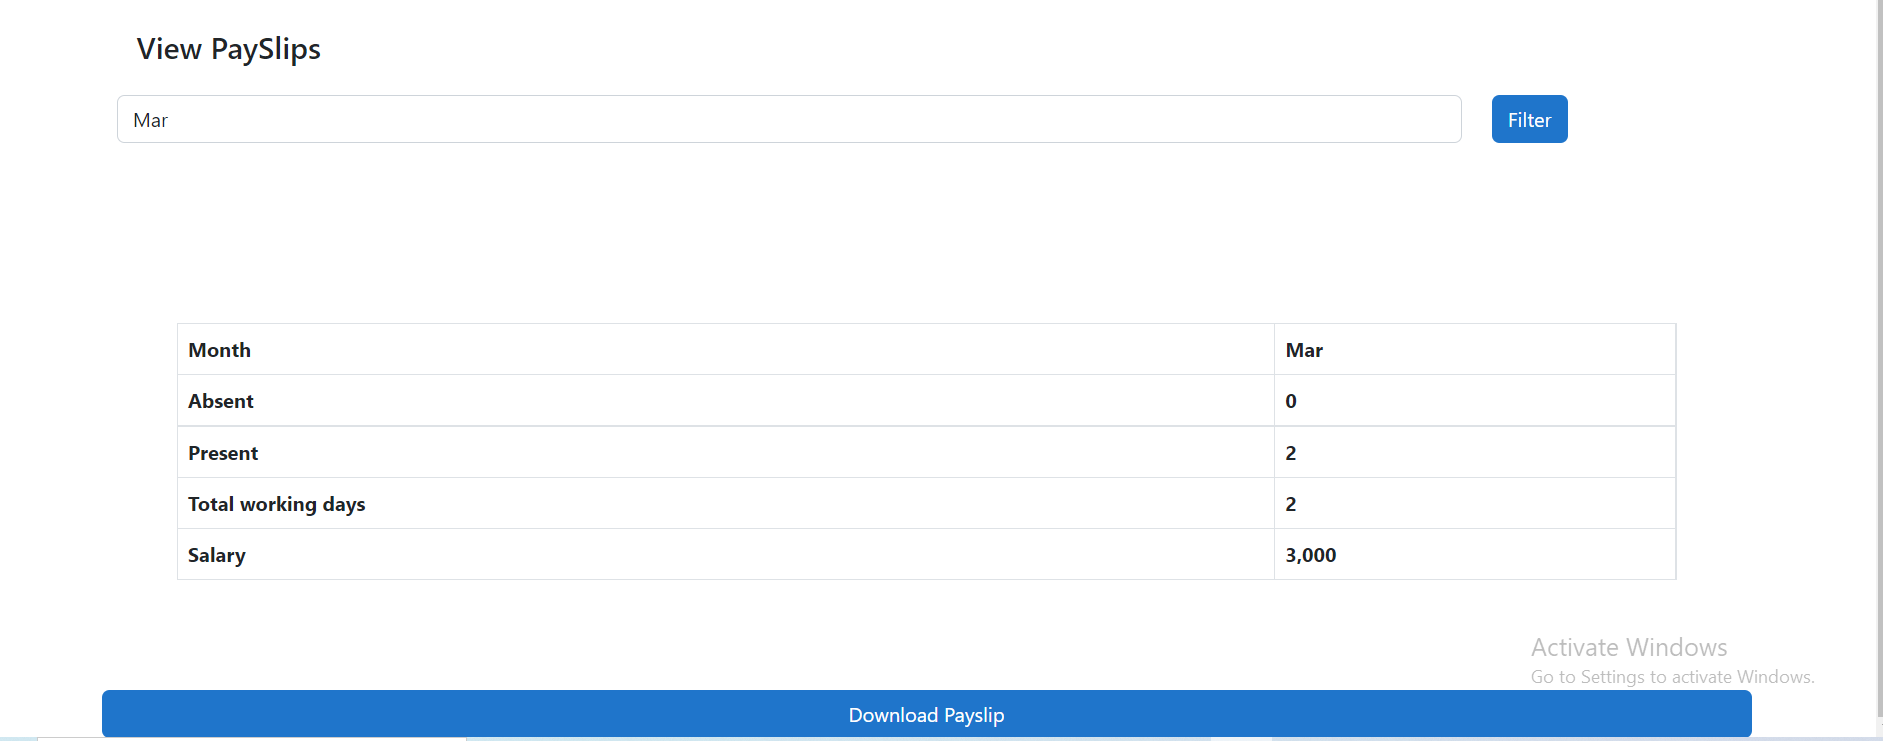 View PaySlips
Mar
Filter
Month Mar
Absent 0
Present 2
Total working days 2
Salary 3,000
Activate Windows
Go to Settings to activate Windows.
Download Payslip